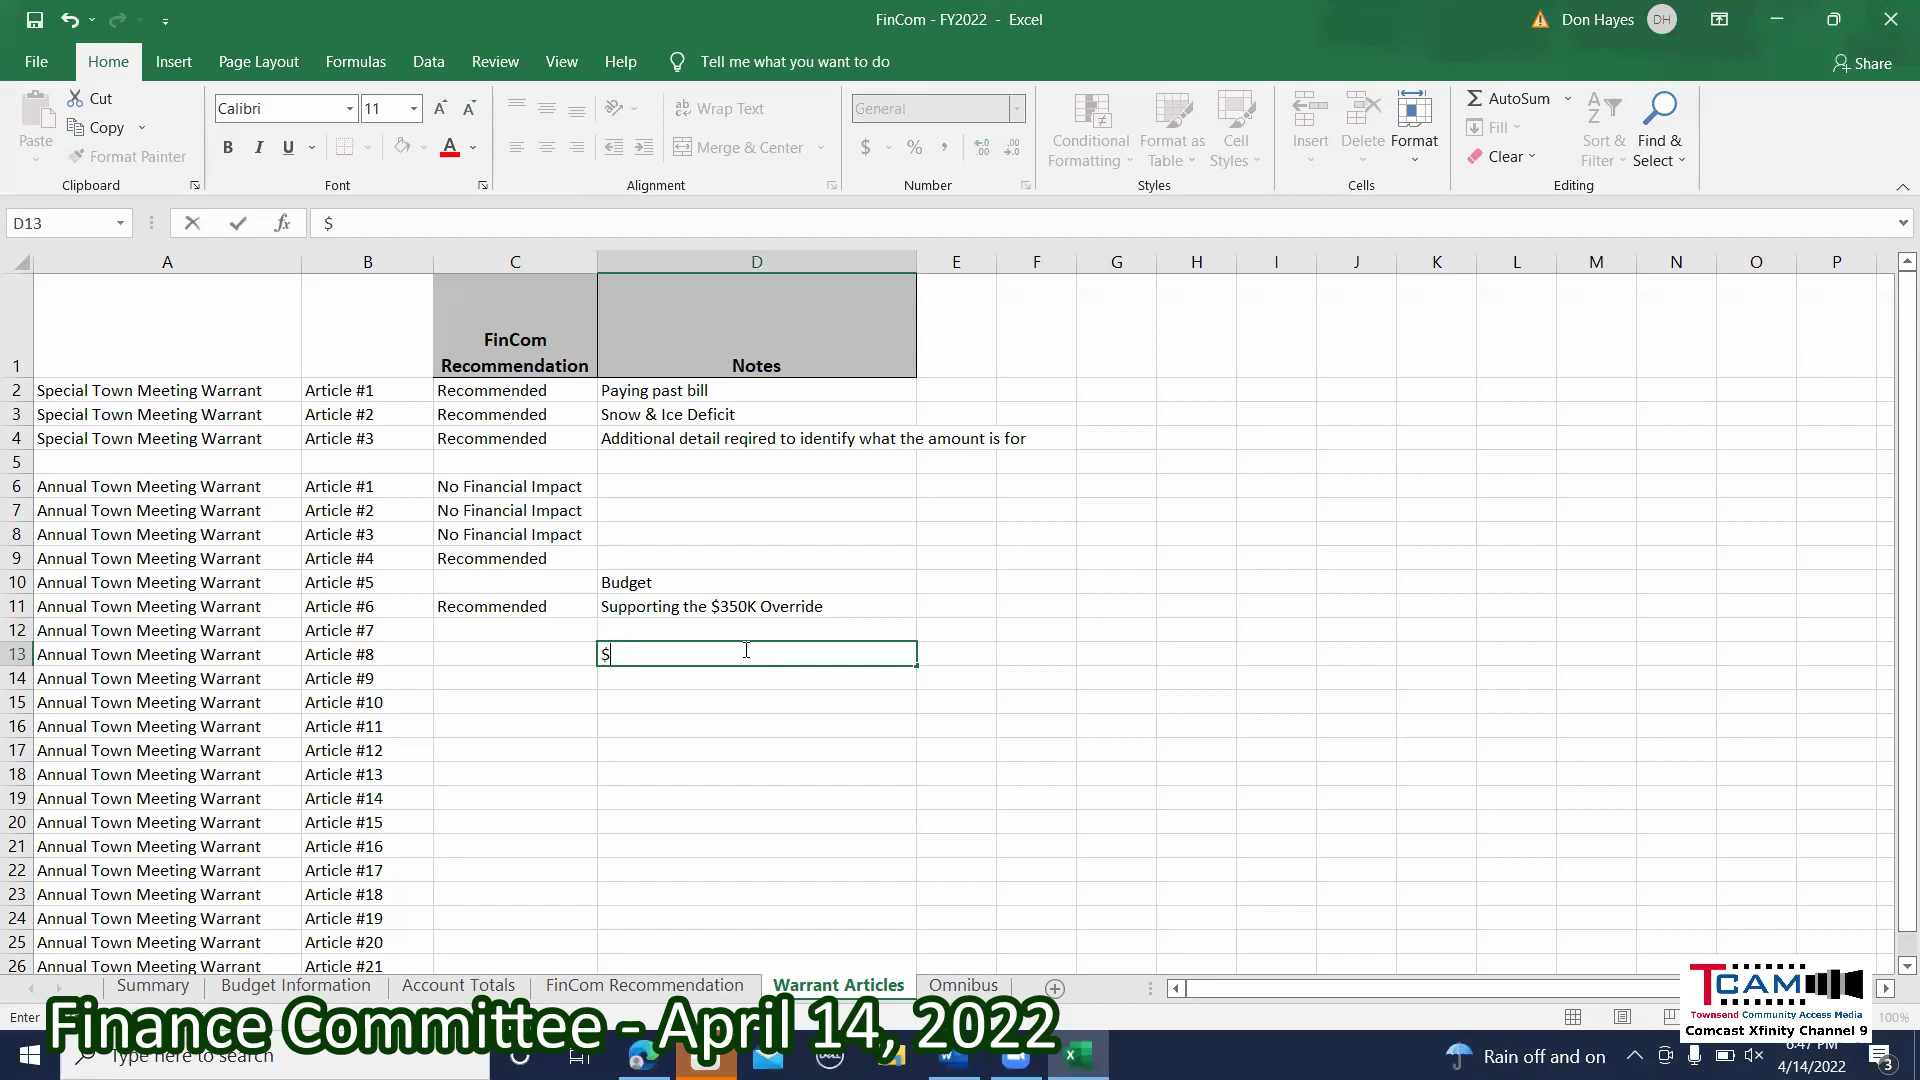 FinCom - FY2022 - Excel
Don Hayes
DH
File Home Insert Page Layout Formulas Data Review View Help Tell me what you want to do
Share
Paste
Cut
Copy
Format Painter
Clipboard
Calibri 11
B I U A
Font
ab Wrap Text
Merge & Center
Alignment
General
$ % ,
Number
Conditional Formatting
Format as Table
Cell Styles
Styles
Insert Delete Format
Cells
AutoSum
Fill
Clear
Sort & Filter
Find & Select
Editing
D13 fx $
A B C D E F G H I J K L M N O P
1 FinCom Recommendation Notes
2 Special Town Meeting Warrant Article #1 Recommended Paying past bill
3 Special Town Meeting Warrant Article #2 Recommended Snow & Ice Deficit
4 Special Town Meeting Warrant Article #3 Recommended Additional detail reqired to identify what the amount is for
5
6 Annual Town Meeting Warrant Article #1 No Financial Impact
7 Annual Town Meeting Warrant Article #2 No Financial Impact
8 Annual Town Meeting Warrant Article #3 No Financial Impact
9 Annual Town Meeting Warrant Article #4 Recommended
10 Annual Town Meeting Warrant Article #5 Budget
11 Annual Town Meeting Warrant Article #6 Recommended Supporting the $350K Override
12 Annual Town Meeting Warrant Article #7
13 Annual Town Meeting Warrant Article #8 $
14 Annual Town Meeting Warrant Article #9
15 Annual Town Meeting Warrant Article #10
16 Annual Town Meeting Warrant Article #11
17 Annual Town Meeting Warrant Article #12
18 Annual Town Meeting Warrant Article #13
19 Annual Town Meeting Warrant Article #14
20 Annual Town Meeting Warrant Article #15
21 Annual Town Meeting Warrant Article #16
22 Annual Town Meeting Warrant Article #17
23 Annual Town Meeting Warrant Article #18
24 Annual Town Meeting Warrant Article #19
25 Annual Town Meeting Warrant Article #20
26 Annual Town Meeting Warrant Article #21
Summary Budget Information Account Totals FinCom Recommendation Warrant Articles Omnibus
Enter
100%
TCAM
Townsend Community Access Media
Comcast Xfinity Channel 9
Finance Committee - April 14, 2022
Type here to search
DELL
Rain off and on
6:47 PM
4/14/2022
3